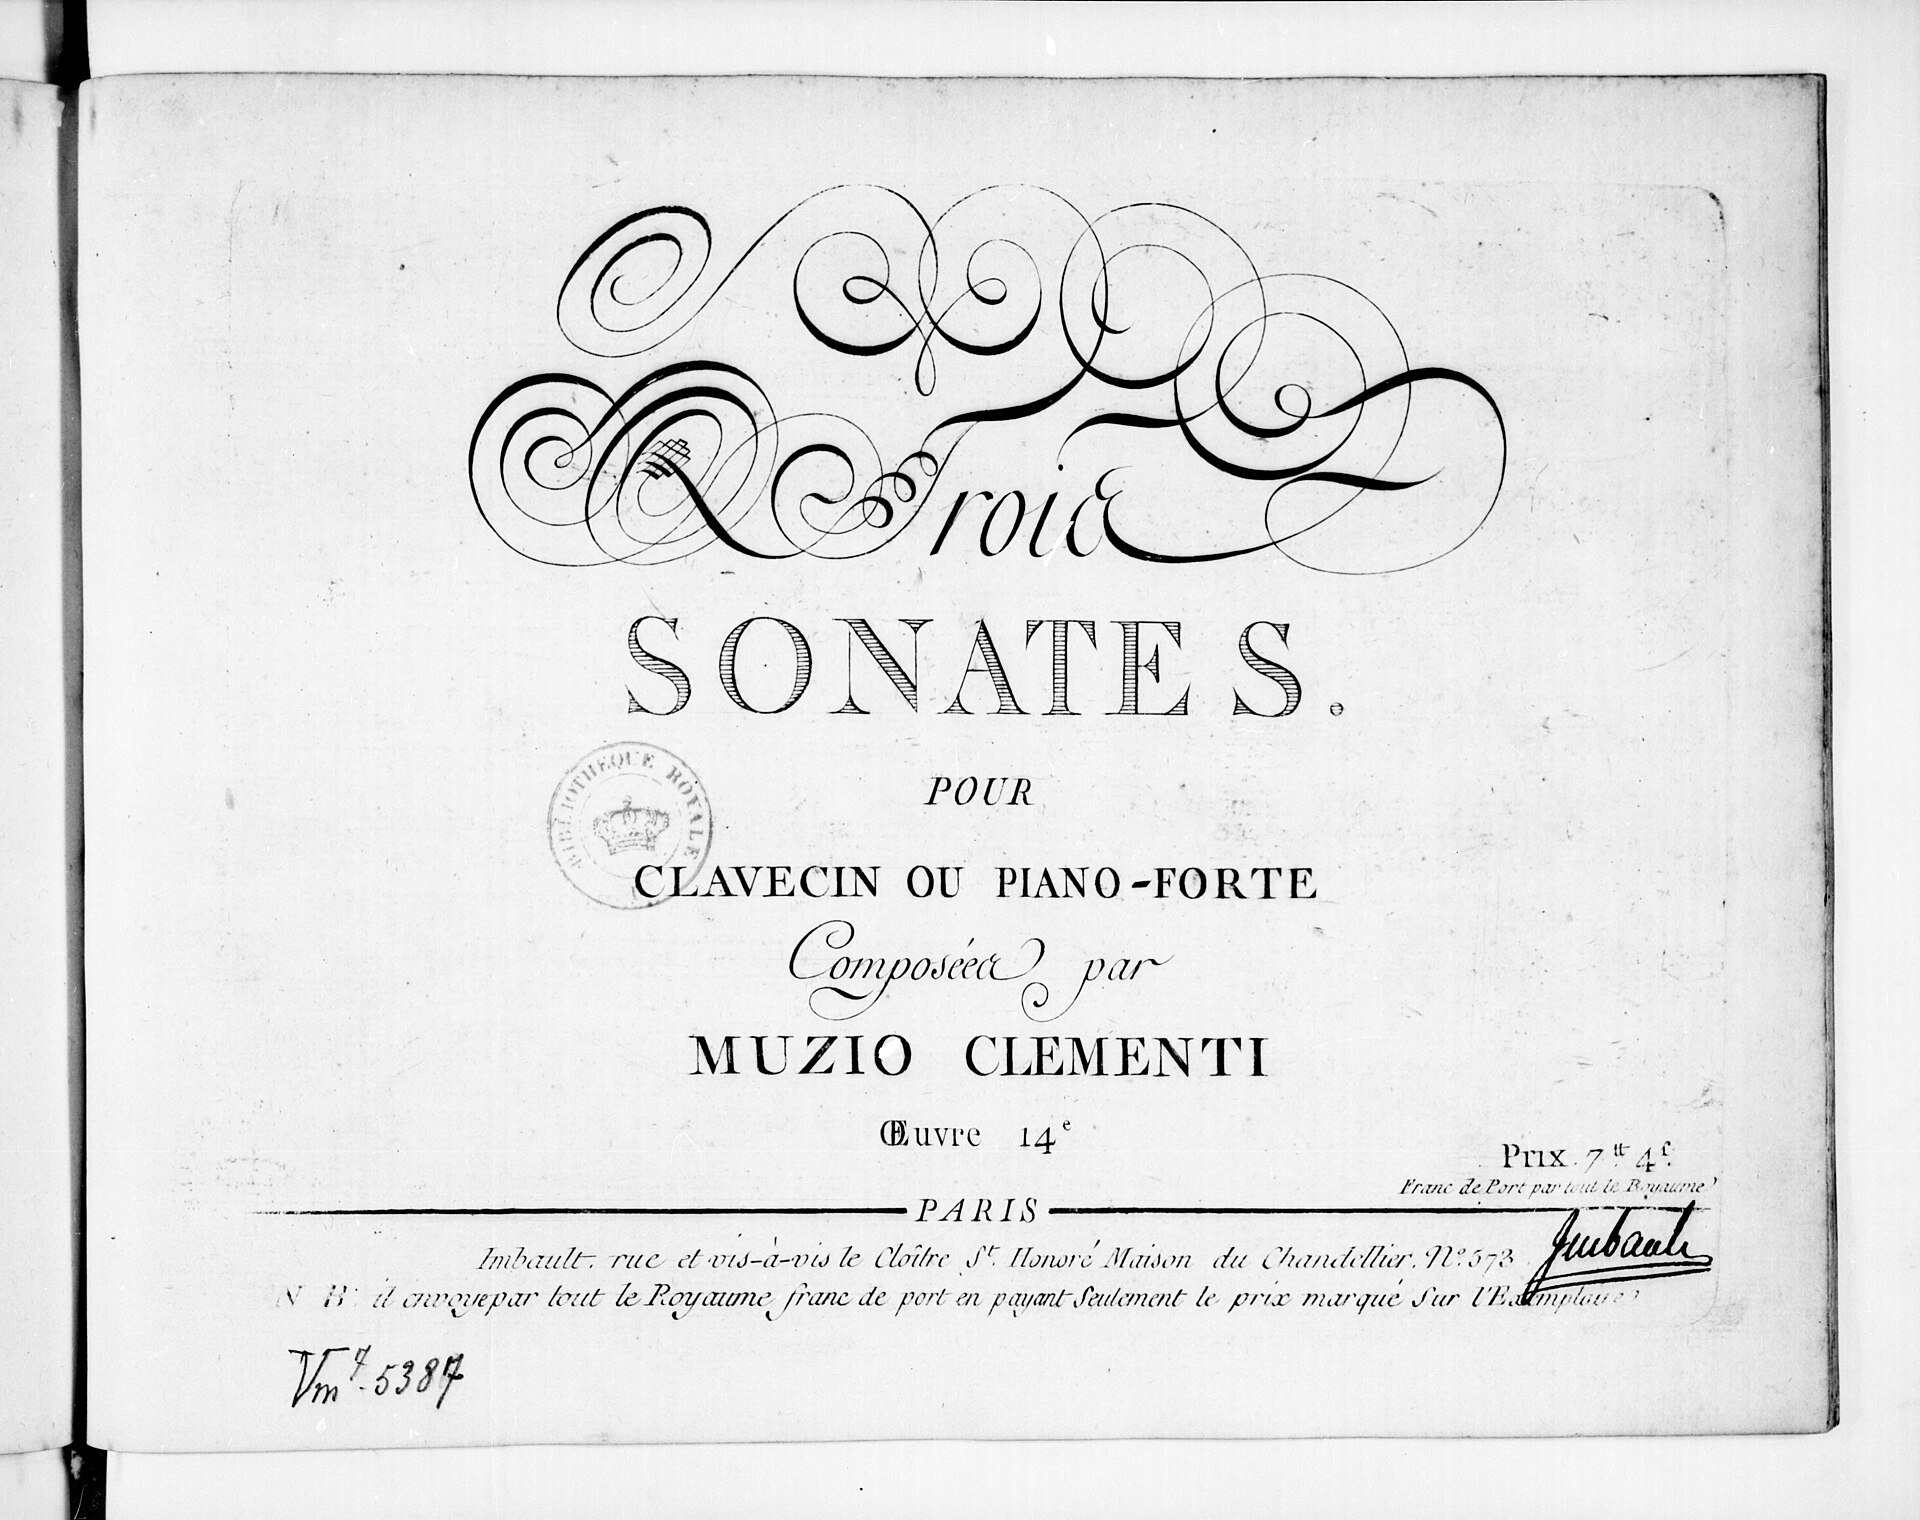 Trois
SONATES.
POUR
BIBLIOTHEQUE ROYALE
CLAVECIN OU PIANO-FORTE
Composées par
MUZIO CLEMENTI
Œuvre 14e
Prix. 7tt 4s.
Franc de Port par tout le Royaume
PARIS
Imbault. rue et vis-à-vis le Cloître St. Honoré Maison du Chandellier. No. 573
Imbault
N B. il envoye par tout le Royaume franc de port en payant Seulement le prix marqué Sur l'Exemplaire
Vm7. 5387